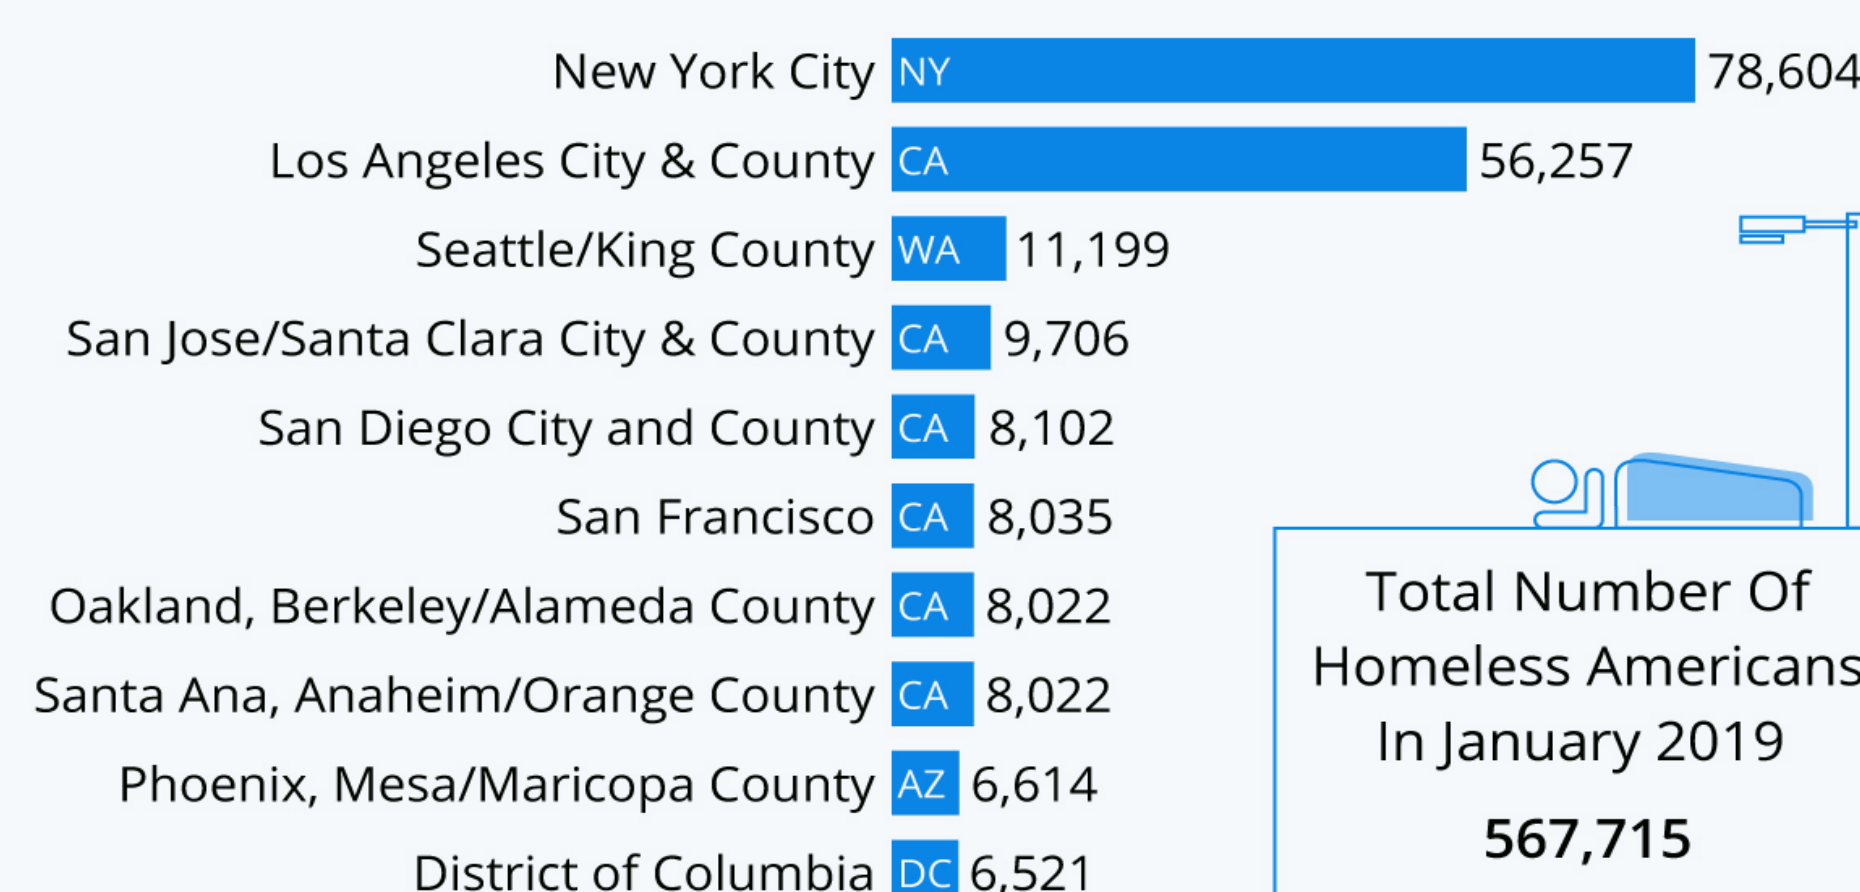 New York City NY 78,604
Los Angeles City & County CA 56,257
Seattle/King County WA 11,199
San Jose/Santa Clara City & County CA 9,706
San Diego City and County CA 8,102
San Francisco CA 8,035
Oakland, Berkeley/Alameda County CA 8,022
Santa Ana, Anaheim/Orange County CA 8,022
Phoenix, Mesa/Maricopa County AZ 6,614
District of Columbia DC 6,521
Total Number Of
Homeless Americans
In January 2019
567,715